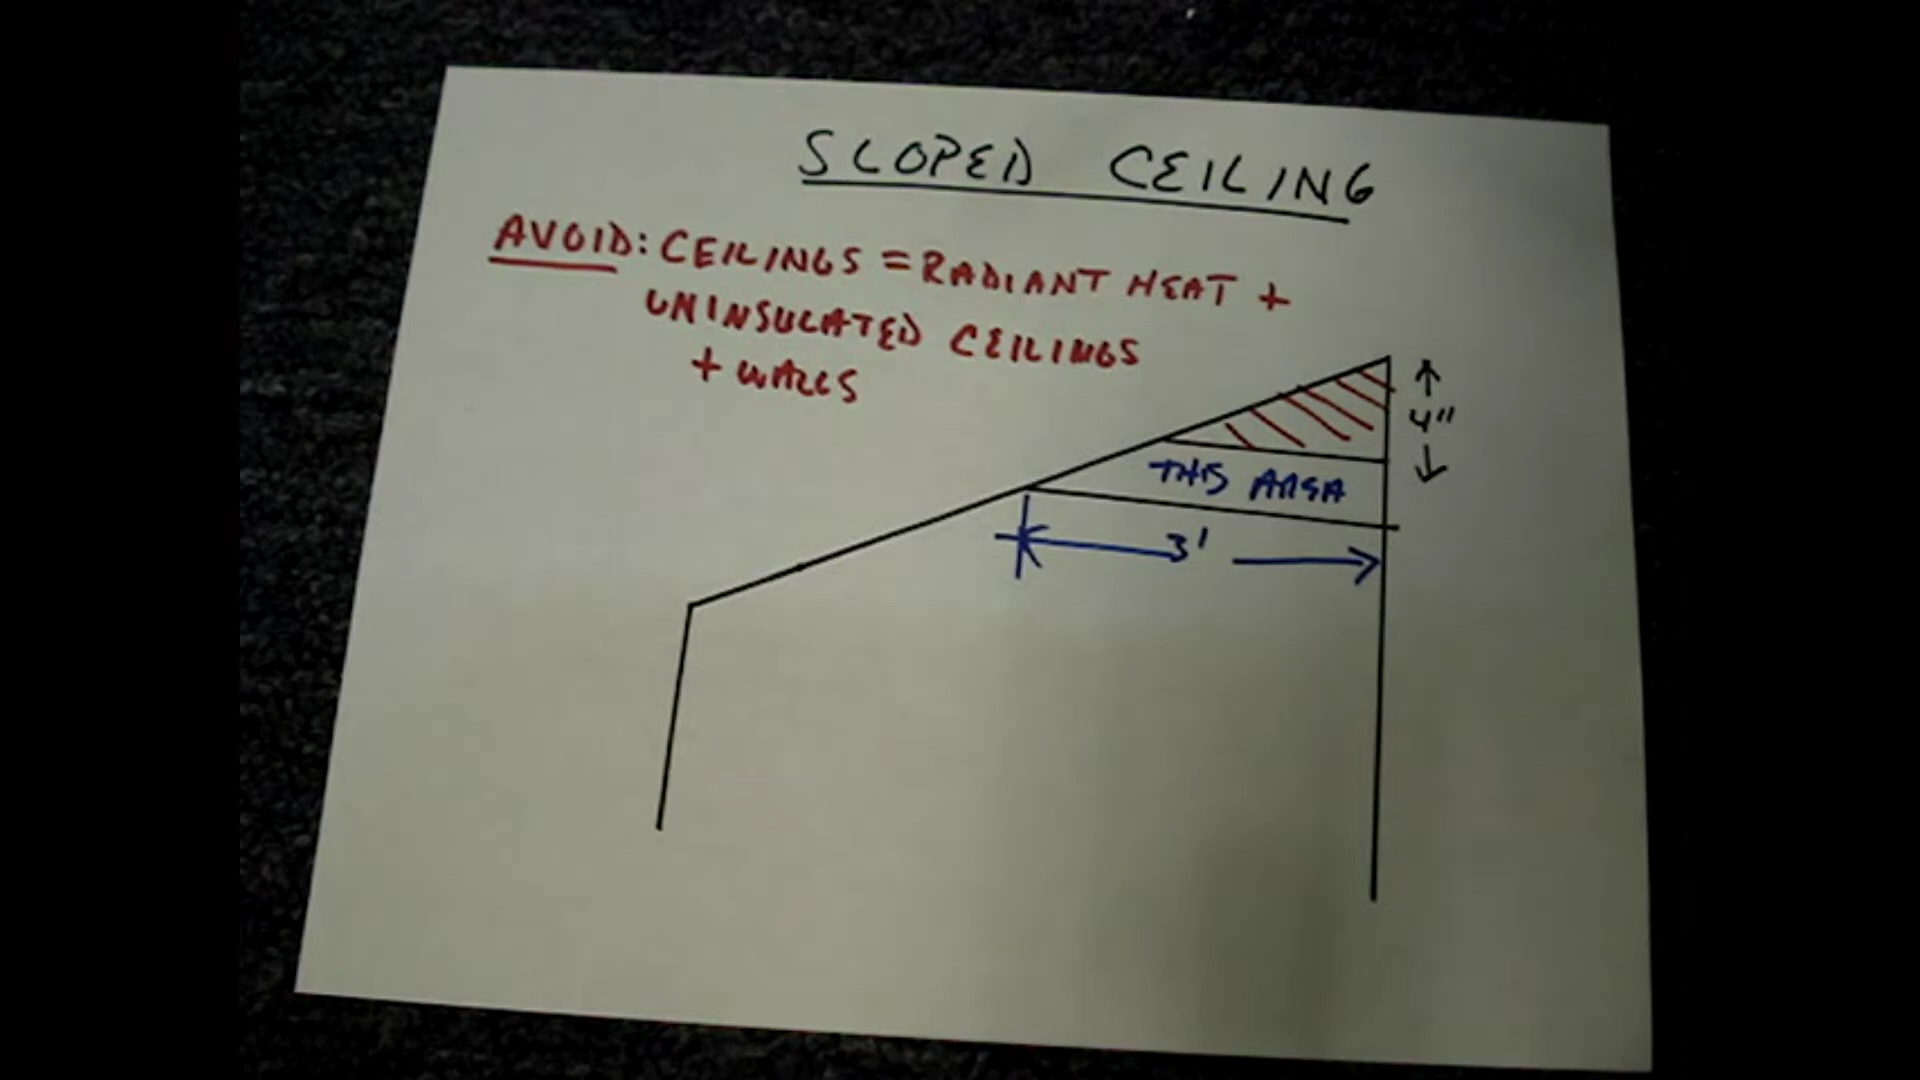 SLOPED CEILING
AVOID: CEILINGS = RADIANT HEAT +
UNINSULATED CEILINGS
+ WALLS
4"
THIS AREA
3'